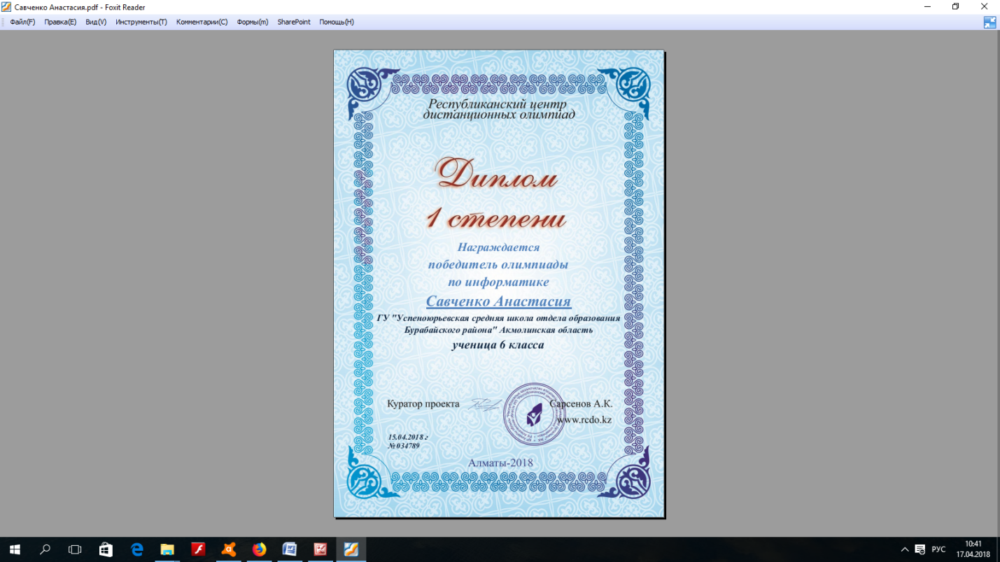 Савченко Анастасия.pdf - Foxit Reader
Файл(F) Правка(E) Вид(V) Инструменты(T) Комментарии(C) Формы(m) SharePoint Помощь(H)
Республиканский центр
дистанционных олимпиад
Диплом
1 степени
Награждается
победитель олимпиады
по информатике
Савченко Анастасия
ГУ "Успеноюрьевская средняя школа отдела образования
Бурабайского района" Акмолинская область
ученица 6 класса
Куратор проекта Сарсенов А.К.
www.rcdo.kz
15.04.2018 г
№034789
Алматы-2018
РУС
10:41
17.04.2018